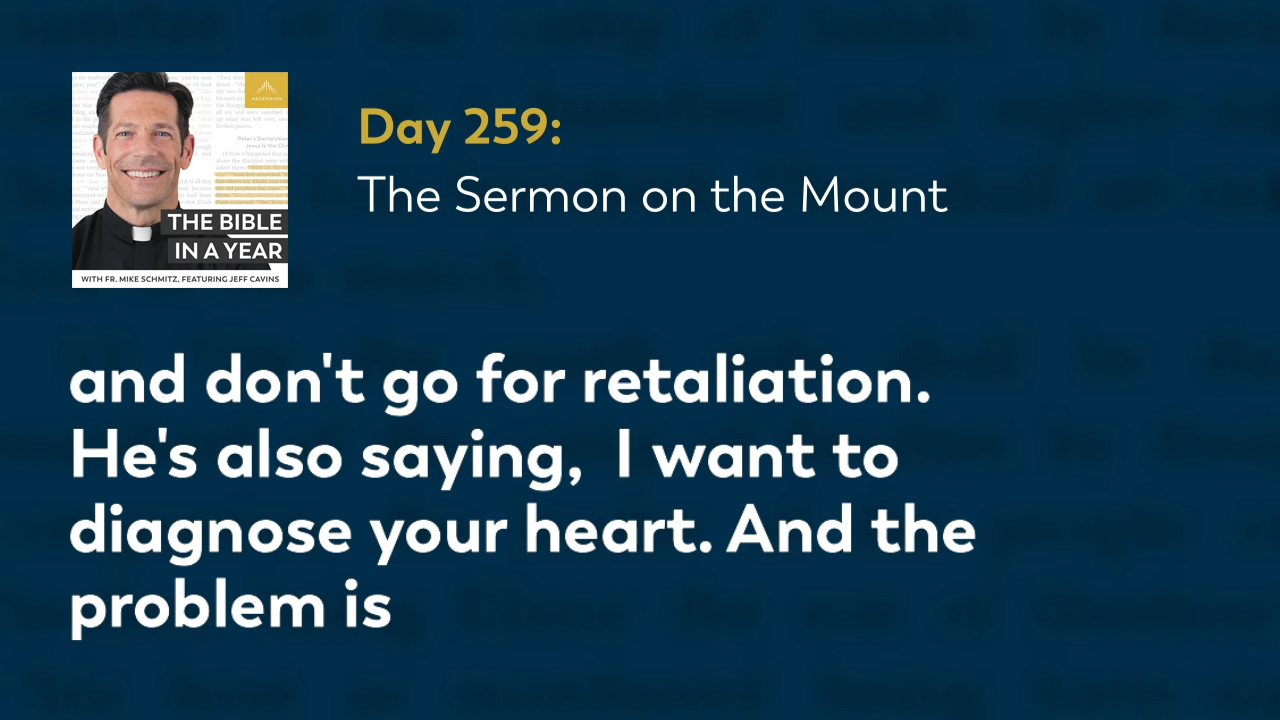 ASCENSION
THE BIBLE
IN A YEAR
WITH FR. MIKE SCHMITZ, FEATURING JEFF CAVINS
Day 259:
The Sermon on the Mount
and don't go for retaliation.
He's also saying,  I want to
diagnose your heart. And the
problem is